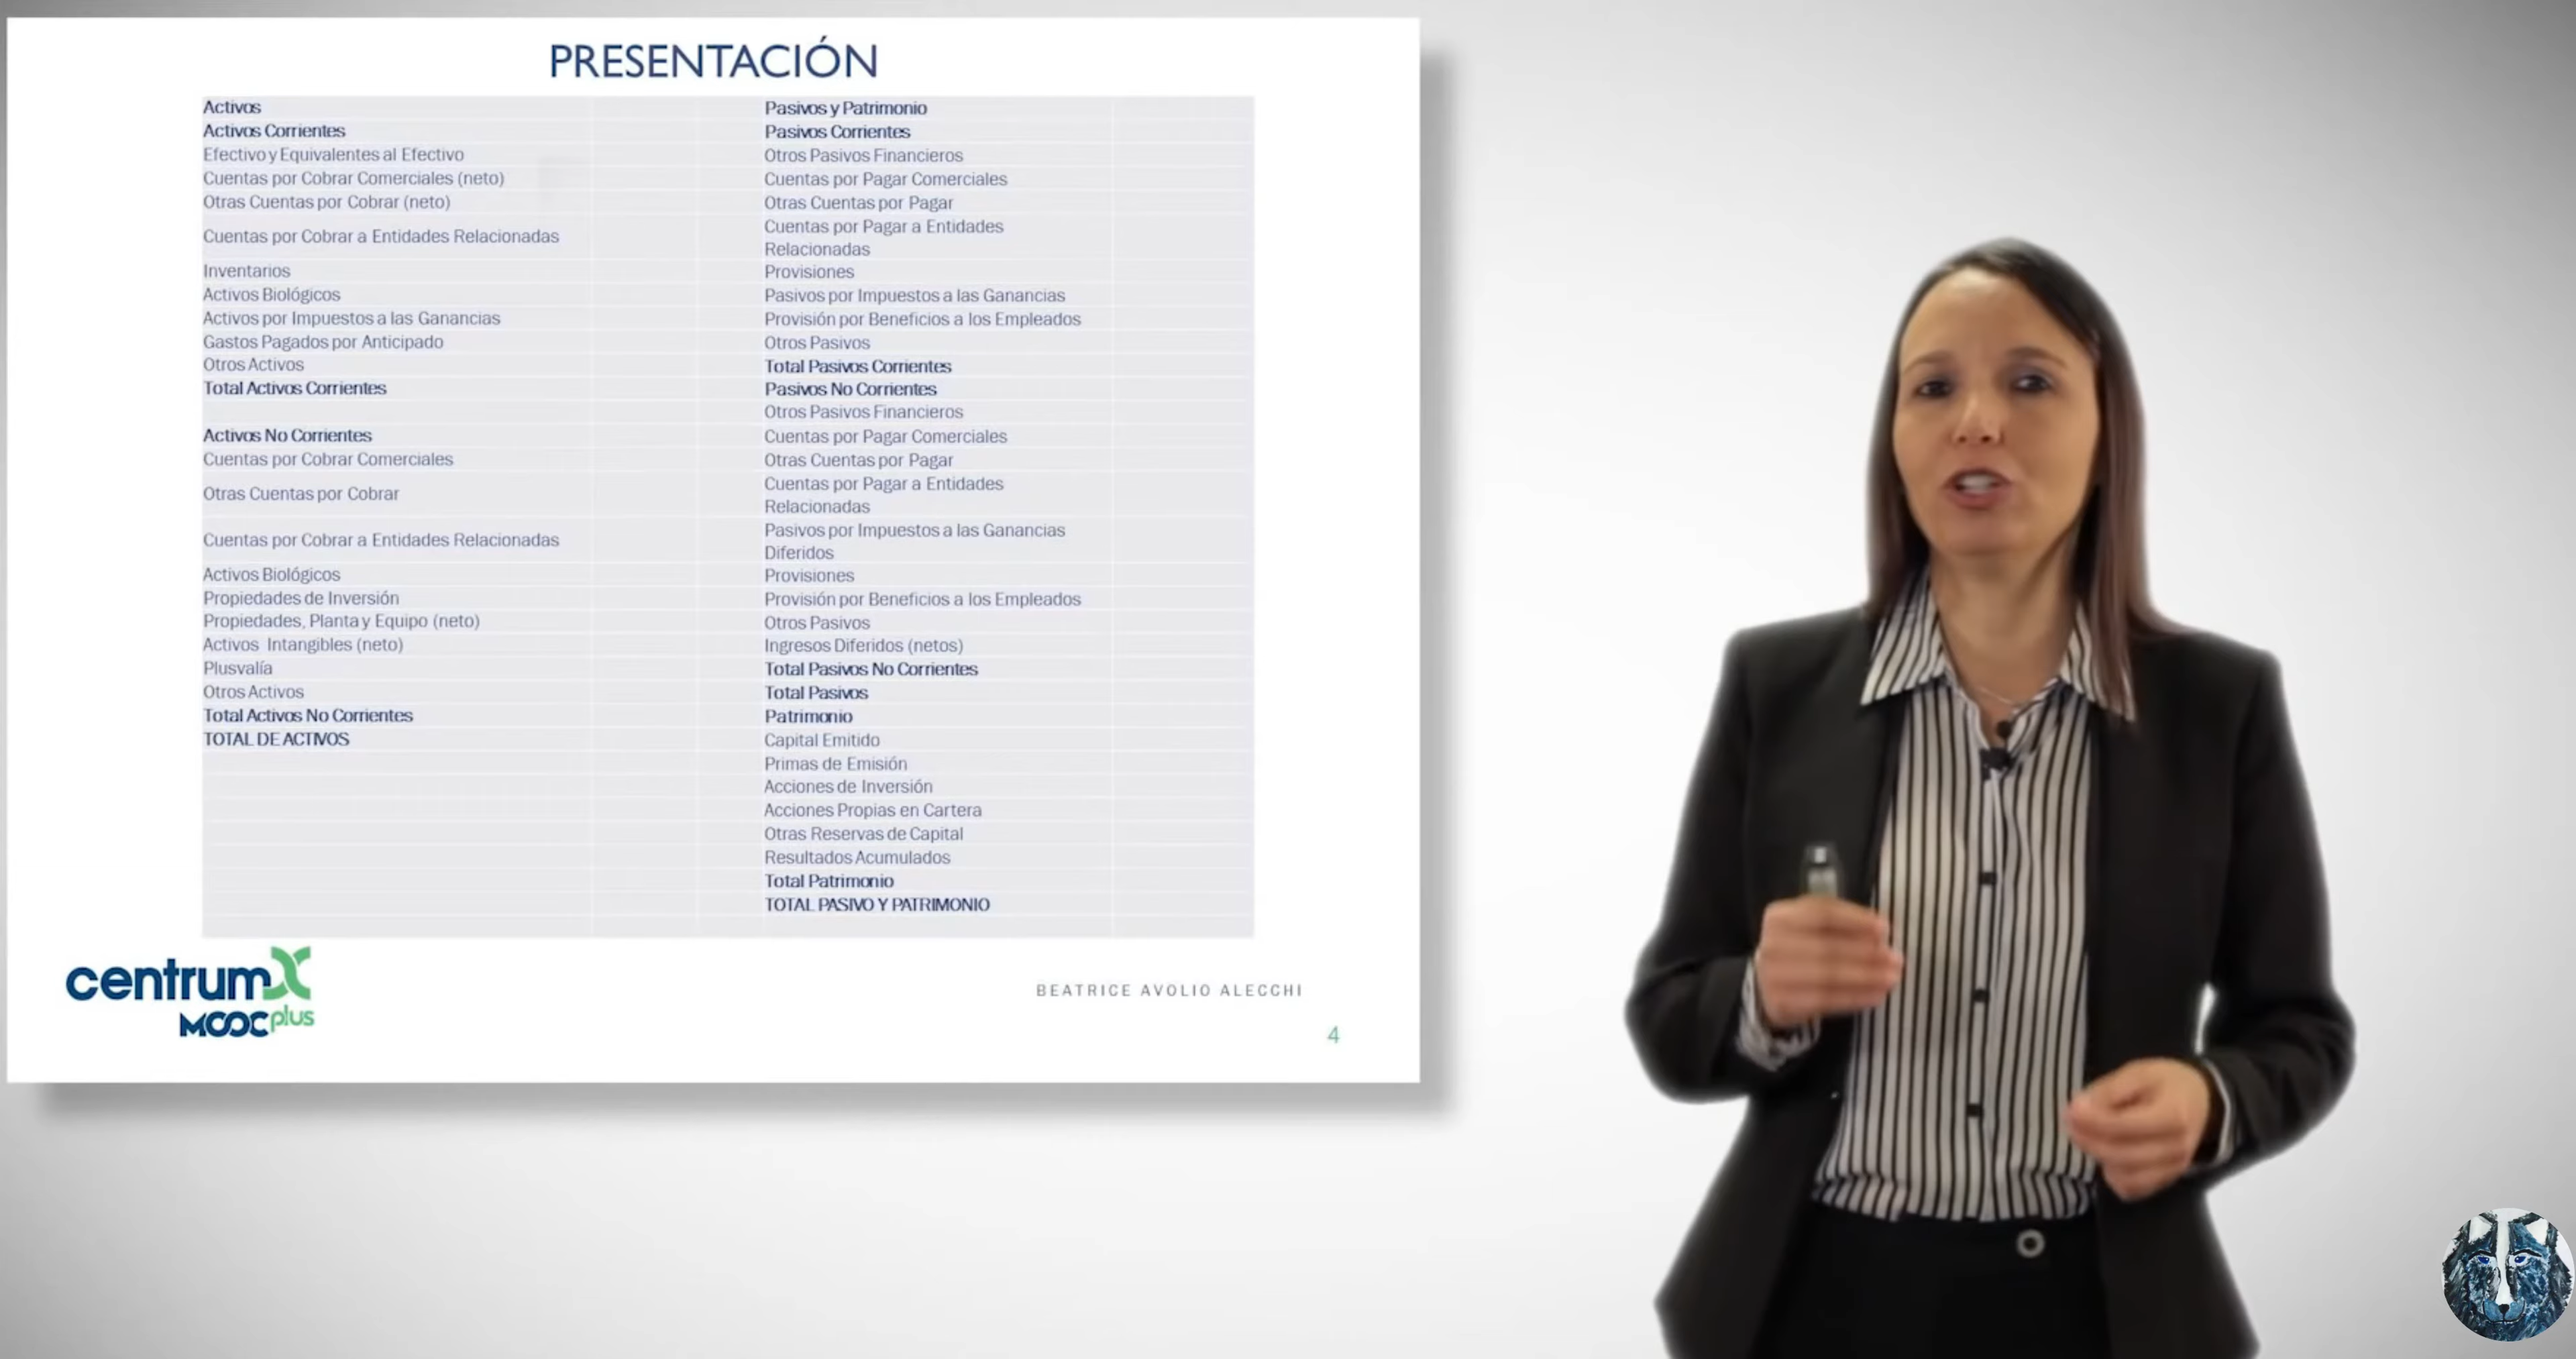 PRESENTACIÓN
Activos
Activos Corrientes
Efectivo y Equivalentes al Efectivo
Cuentas por Cobrar Comerciales (neto)
Otras Cuentas por Cobrar (neto)
Cuentas por Cobrar a Entidades Relacionadas
Inventarios
Activos Biológicos
Activos por Impuestos a las Ganancias
Gastos Pagados por Anticipado
Otros Activos
Total Activos Corrientes
Activos No Corrientes
Cuentas por Cobrar Comerciales
Otras Cuentas por Cobrar
Cuentas por Cobrar a Entidades Relacionadas
Activos Biológicos
Propiedades de Inversión
Propiedades, Planta y Equipo (neto)
Activos Intangibles (neto)
Plusvalía
Otros Activos
Total Activos No Corrientes
TOTAL DE ACTIVOS
Pasivos y Patrimonio
Pasivos Corrientes
Otros Pasivos Financieros
Cuentas por Pagar Comerciales
Otras Cuentas por Pagar
Cuentas por Pagar a Entidades
Relacionadas
Provisiones
Pasivos por Impuestos a las Ganancias
Provisión por Beneficios a los Empleados
Otros Pasivos
Total Pasivos Corrientes
Pasivos No Corrientes
Otros Pasivos Financieros
Cuentas por Pagar Comerciales
Otras Cuentas por Pagar
Cuentas por Pagar a Entidades
Relacionadas
Pasivos por Impuestos a las Ganancias
Diferidos
Provisiones
Provisión por Beneficios a los Empleados
Otros Pasivos
Ingresos Diferidos (netos)
Total Pasivos No Corrientes
Total Pasivos
Patrimonio
Capital Emitido
Primas de Emisión
Acciones de Inversión
Acciones Propias en Cartera
Otras Reservas de Capital
Resultados Acumulados
Total Patrimonio
TOTAL PASIVO Y PATRIMONIO
centrumX
MOOC plus
BEATRICE AVOLIO ALECCHI
4